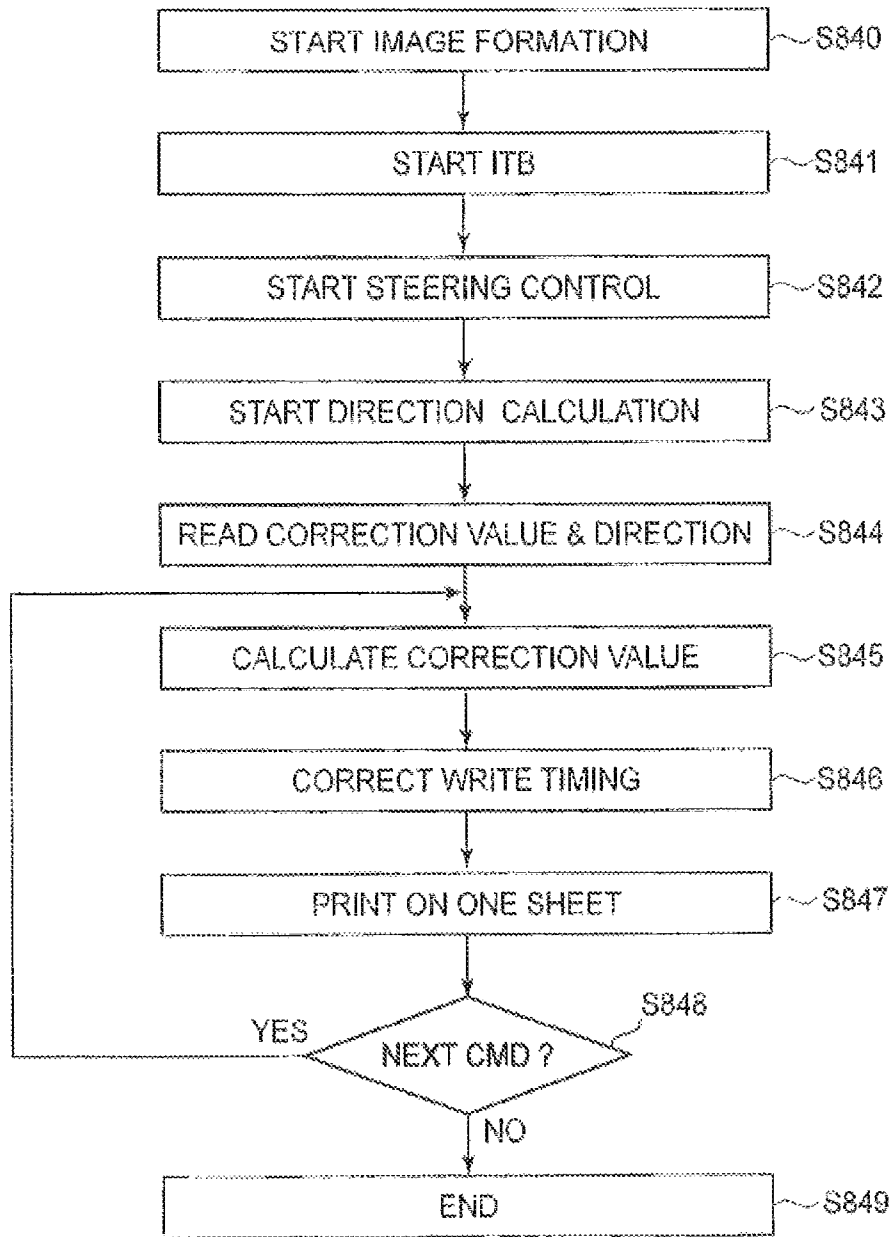 START IMAGE FORMATION S840
START ITB S841
START STEERING CONTROL S842
START DIRECTION CALCULATION S843
READ CORRECTION VALUE & DIRECTION S844
CALCULATE CORRECTION VALUE S845
CORRECT WRITE TIMING S846
PRINT ON ONE SHEET S847
S848
YES
NEXT CMD ?
NO
END S849